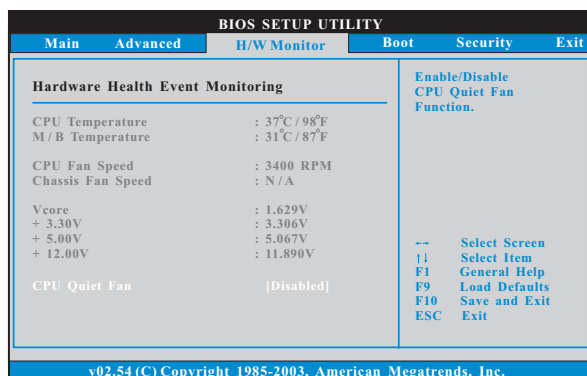 BIOS SETUP UTILITY
Main Advanced H/W Monitor Boot Security Exit
Hardware Health Event Monitoring
CPU Temperature : 37°C / 98°F
M / B Temperature : 31°C / 87°F
CPU Fan Speed : 3400 RPM
Chassis Fan Speed : N / A
Vcore : 1.629V
+ 3.30V : 3.306V
+ 5.00V : 5.067V
+ 12.00V : 11.890V
CPU Quiet Fan [Disabled]
Enable/Disable
CPU Quiet Fan
Function.
←→ Select Screen
↑↓ Select Item
F1 General Help
F9 Load Defaults
F10 Save and Exit
ESC Exit
v02.54 (C) Copyright 1985-2003, American Megatrends, Inc.